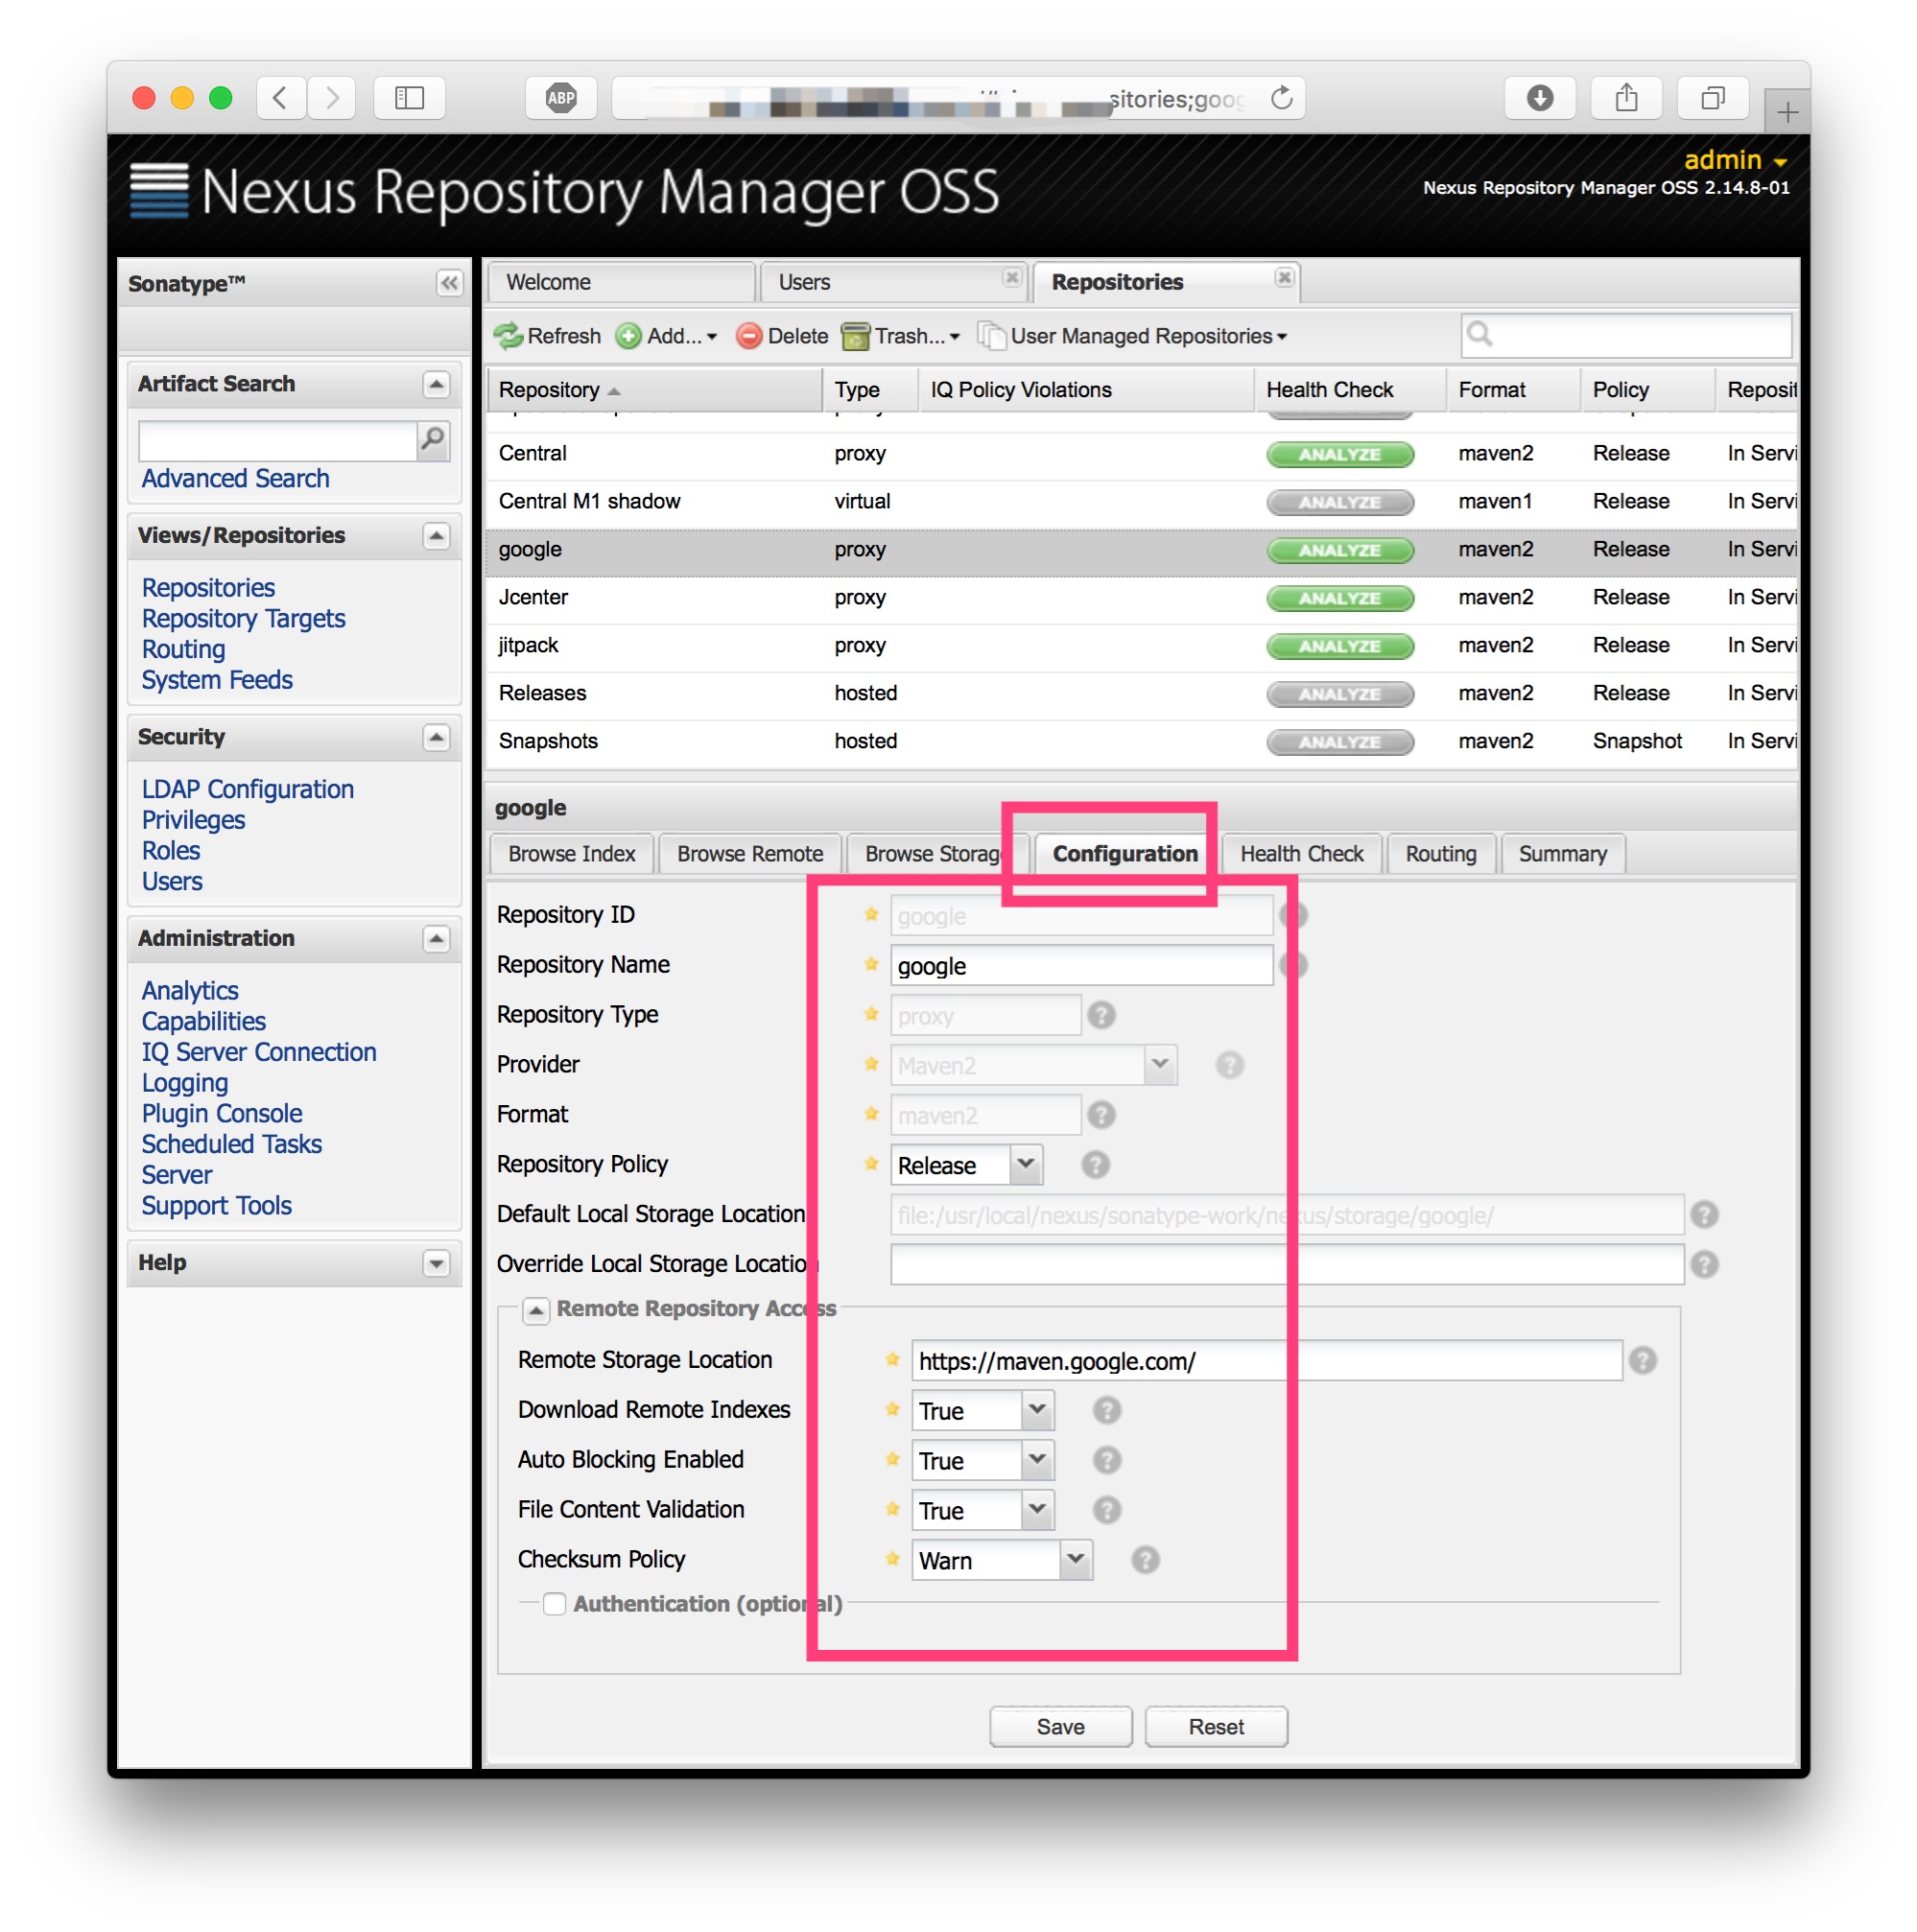 ABP
sitories;goog
Nexus Repository Manager OSS
admin
Nexus Repository Manager OSS 2.14.8-01
Sonatype™
Welcome
Users
Repositories
Refresh
Add...
Delete
Trash...
User Managed Repositories
Artifact Search
Advanced Search
Views/Repositories
Repositories
Repository Targets
Routing
System Feeds
Security
LDAP Configuration
Privileges
Roles
Users
Administration
Analytics
Capabilities
IQ Server Connection
Logging
Plugin Console
Scheduled Tasks
Server
Support Tools
Help
Repository Type IQ Policy Violations Health Check Format Policy Reposit
Central proxy ANALYZE maven2 Release In Servi
Central M1 shadow virtual ANALYZE maven1 Release In Servi
google proxy ANALYZE maven2 Release In Servi
Jcenter proxy ANALYZE maven2 Release In Servi
jitpack proxy ANALYZE maven2 Release In Servi
Releases hosted ANALYZE maven2 Release In Servi
Snapshots hosted ANALYZE maven2 Snapshot In Servi
google
Browse Index
Browse Remote
Browse Storage
Configuration
Health Check
Routing
Summary
Repository ID google
Repository Name google
Repository Type proxy
Provider Maven2
Format maven2
Repository Policy Release
Default Local Storage Location file:/usr/local/nexus/sonatype-work/nexus/storage/google/
Override Local Storage Location
Remote Repository Access
Remote Storage Location https://maven.google.com/
Download Remote Indexes True
Auto Blocking Enabled True
File Content Validation True
Checksum Policy Warn
Authentication (optional)
Save
Reset